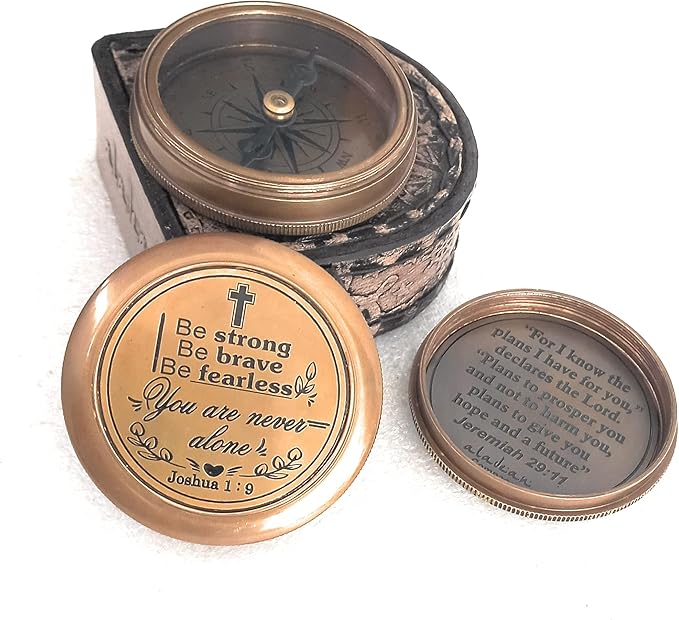 Be strong
Be brave
Be fearless
You are never
alone
Joshua 1:9
"For I know the
plans I have for you,"
declares the Lord.
"Plans to prosper you
and not to harm you,
plans to give you
hope and a future"
Jeremiah 29:11